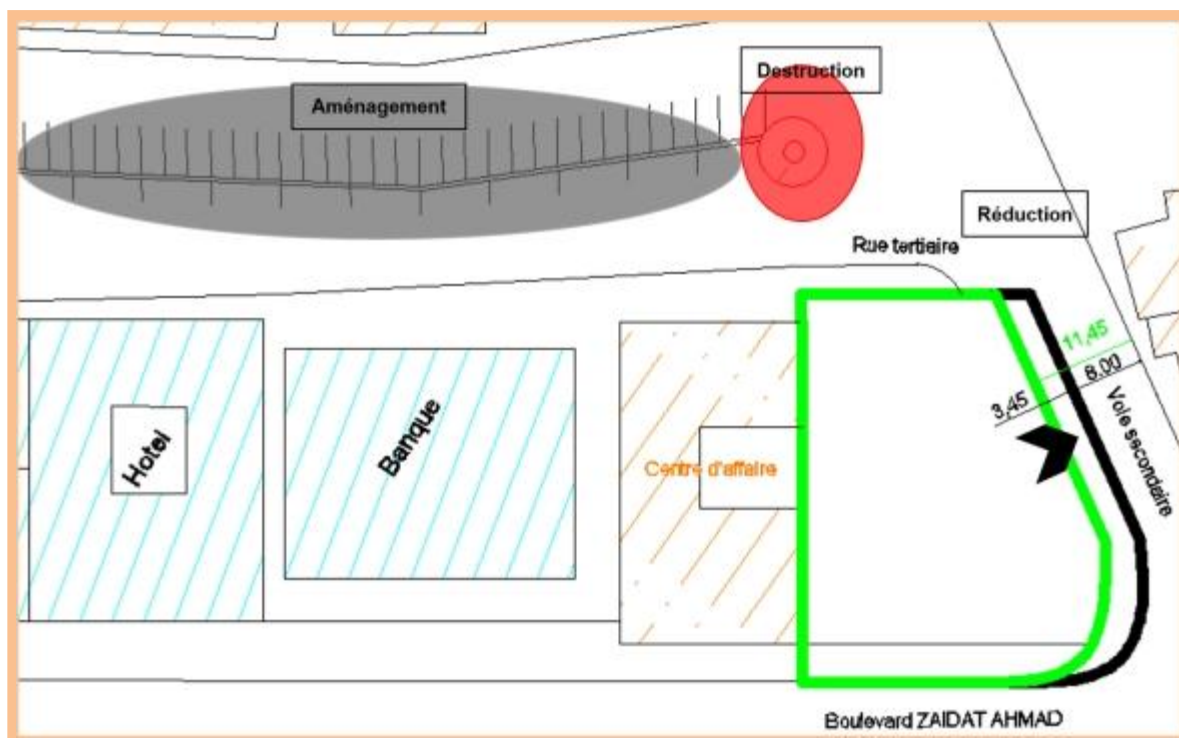 Destruction
Aménagement
Réduction
Rue tertiaire
11,45
8.00
3,45
Voie secondaire
Hotel
Banque
Centre d'affaire
Boulevard ZAIDAT AHMAD